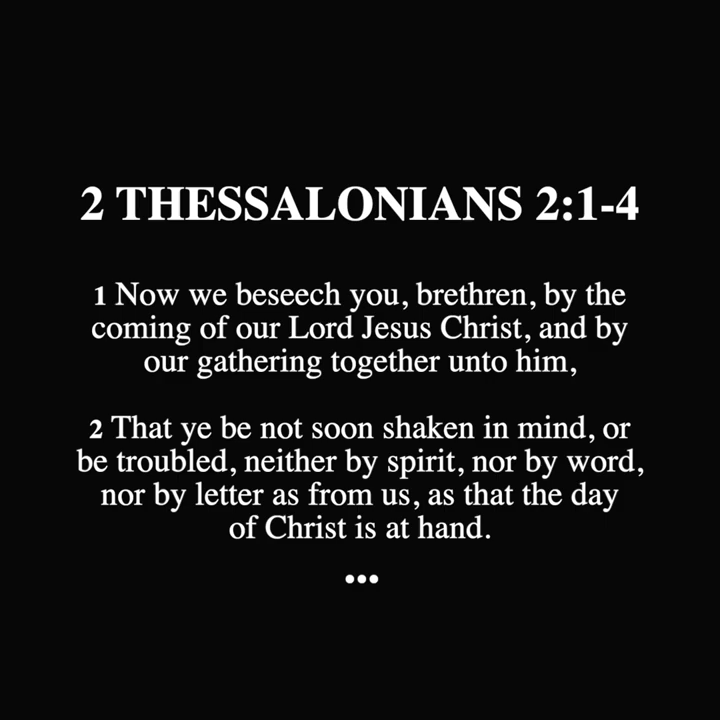 2 THESSALONIANS 2:1-4
1 Now we beseech you, brethren, by the
coming of our Lord Jesus Christ, and by
our gathering together unto him,
2 That ye be not soon shaken in mind, or
be troubled, neither by spirit, nor by word,
nor by letter as from us, as that the day
of Christ is at hand.
...